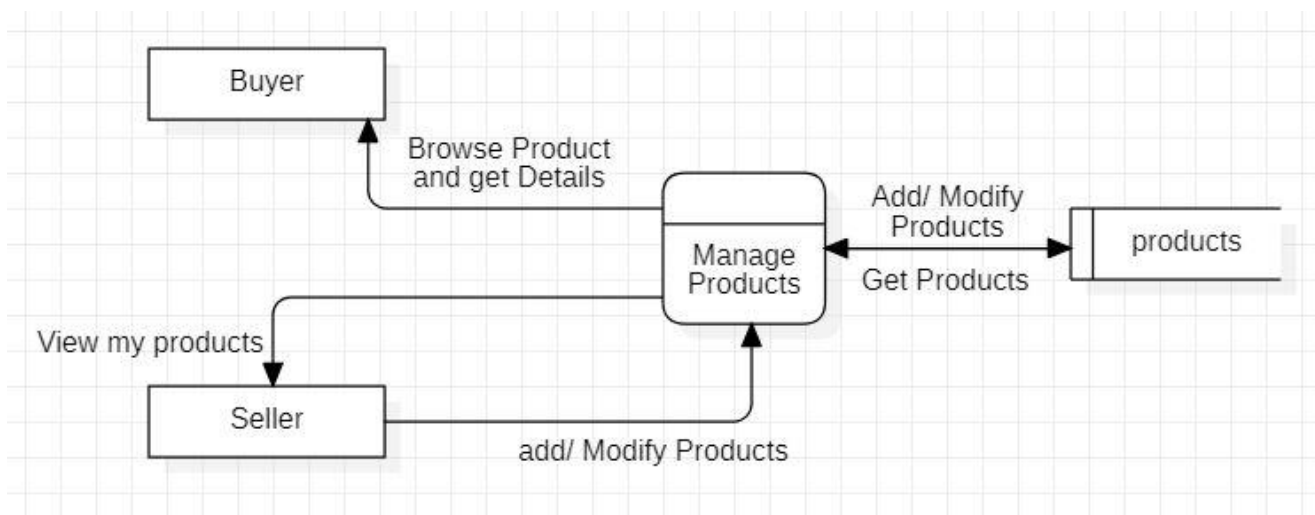 Buyer
Browse Product
and get Details
Manage
Products
Add/ Modify
Products
Get Products
products
View my products
Seller
add/ Modify Products